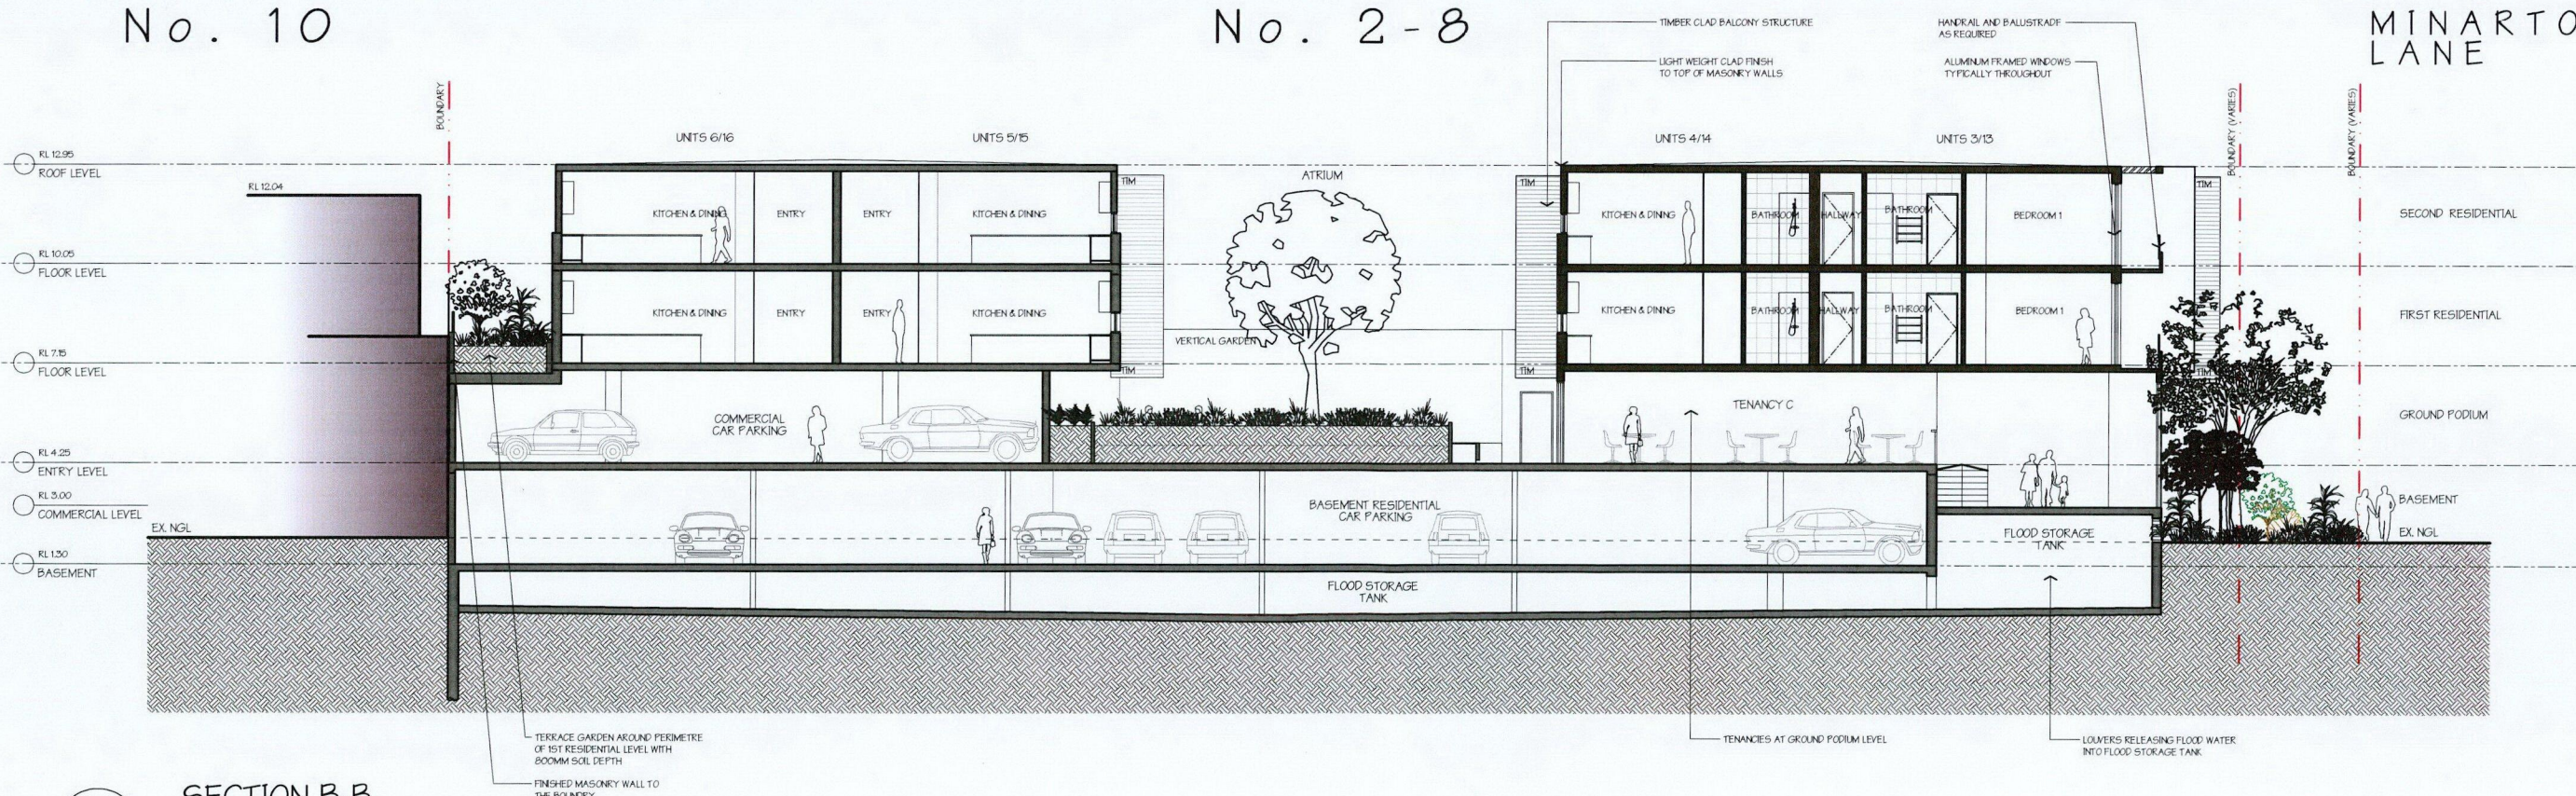 No. 10
No. 2-8
MINARTO
LANE
TIMBER CLAD BALCONY STRUCTURE
LIGHT WEIGHT CLAD FINISH
TO TOP OF MASONRY WALLS
HANDRAIL AND BALUSTRADE
AS REQUIRED
ALUMINUM FRAMED WINDOWS
TYPICALLY THROUGHOUT
BOUNDARY
BOUNDARY (VARIES)
BOUNDARY (VARIES)
UNITS 6/16
UNITS 5/15
UNITS 4/14
UNITS 3/13
RL 12.95
ROOF LEVEL
RL 12.04
ATRIUM
TIM
TIM
TIM
KITCHEN & DINING
ENTRY
ENTRY
KITCHEN & DINING
KITCHEN & DINING
BATHROOM
HALLWAY
BATHROOM
BEDROOM 1
SECOND RESIDENTIAL
RL 10.05
FLOOR LEVEL
KITCHEN & DINING
ENTRY
ENTRY
KITCHEN & DINING
KITCHEN & DINING
BATHROOM
HALLWAY
BATHROOM
BEDROOM 1
FIRST RESIDENTIAL
VERTICAL GARDEN
RL 7.15
FLOOR LEVEL
TIM
TIM
TIM
COMMERCIAL
CAR PARKING
TENANCY C
GROUND PODIUM
RL 4.25
ENTRY LEVEL
RL 3.00
COMMERCIAL LEVEL
BASEMENT RESIDENTIAL
CAR PARKING
BASEMENT
EX. NGL
EX. NGL
FLOOD STORAGE
TANK
RL 1.30
BASEMENT
FLOOD STORAGE
TANK
TERRACE GARDEN AROUND PERIMETRE
OF 1ST RESIDENTIAL LEVEL WITH
800MM SOIL DEPTH
TENANCIES AT GROUND PODIUM LEVEL
LOUVERS RELEASING FLOOD WATER
INTO FLOOD STORAGE TANK
FINISHED MASONRY WALL TO
THE BOUNDRY
SECTION B-B